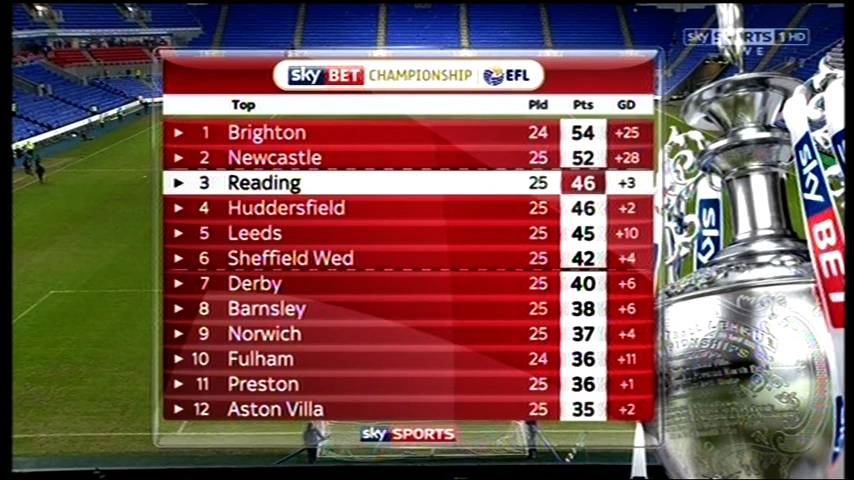 sky SPORTS 1 HD
LIVE
sky BET CHAMPIONSHIP EFL
Top Pld Pts GD
1 Brighton 24 54 +25
2 Newcastle 25 52 +28
3 Reading 25 46 +3
4 Huddersfield 25 46 +2
5 Leeds 25 45 +10
6 Sheffield Wed 25 42 +4
7 Derby 25 40 +6
8 Barnsley 25 38 +6
9 Norwich 25 37 +4
10 Fulham 24 36 +11
11 Preston 25 36 +1
12 Aston Villa 25 35 +2
sky SPORTS
SKY BET
sky